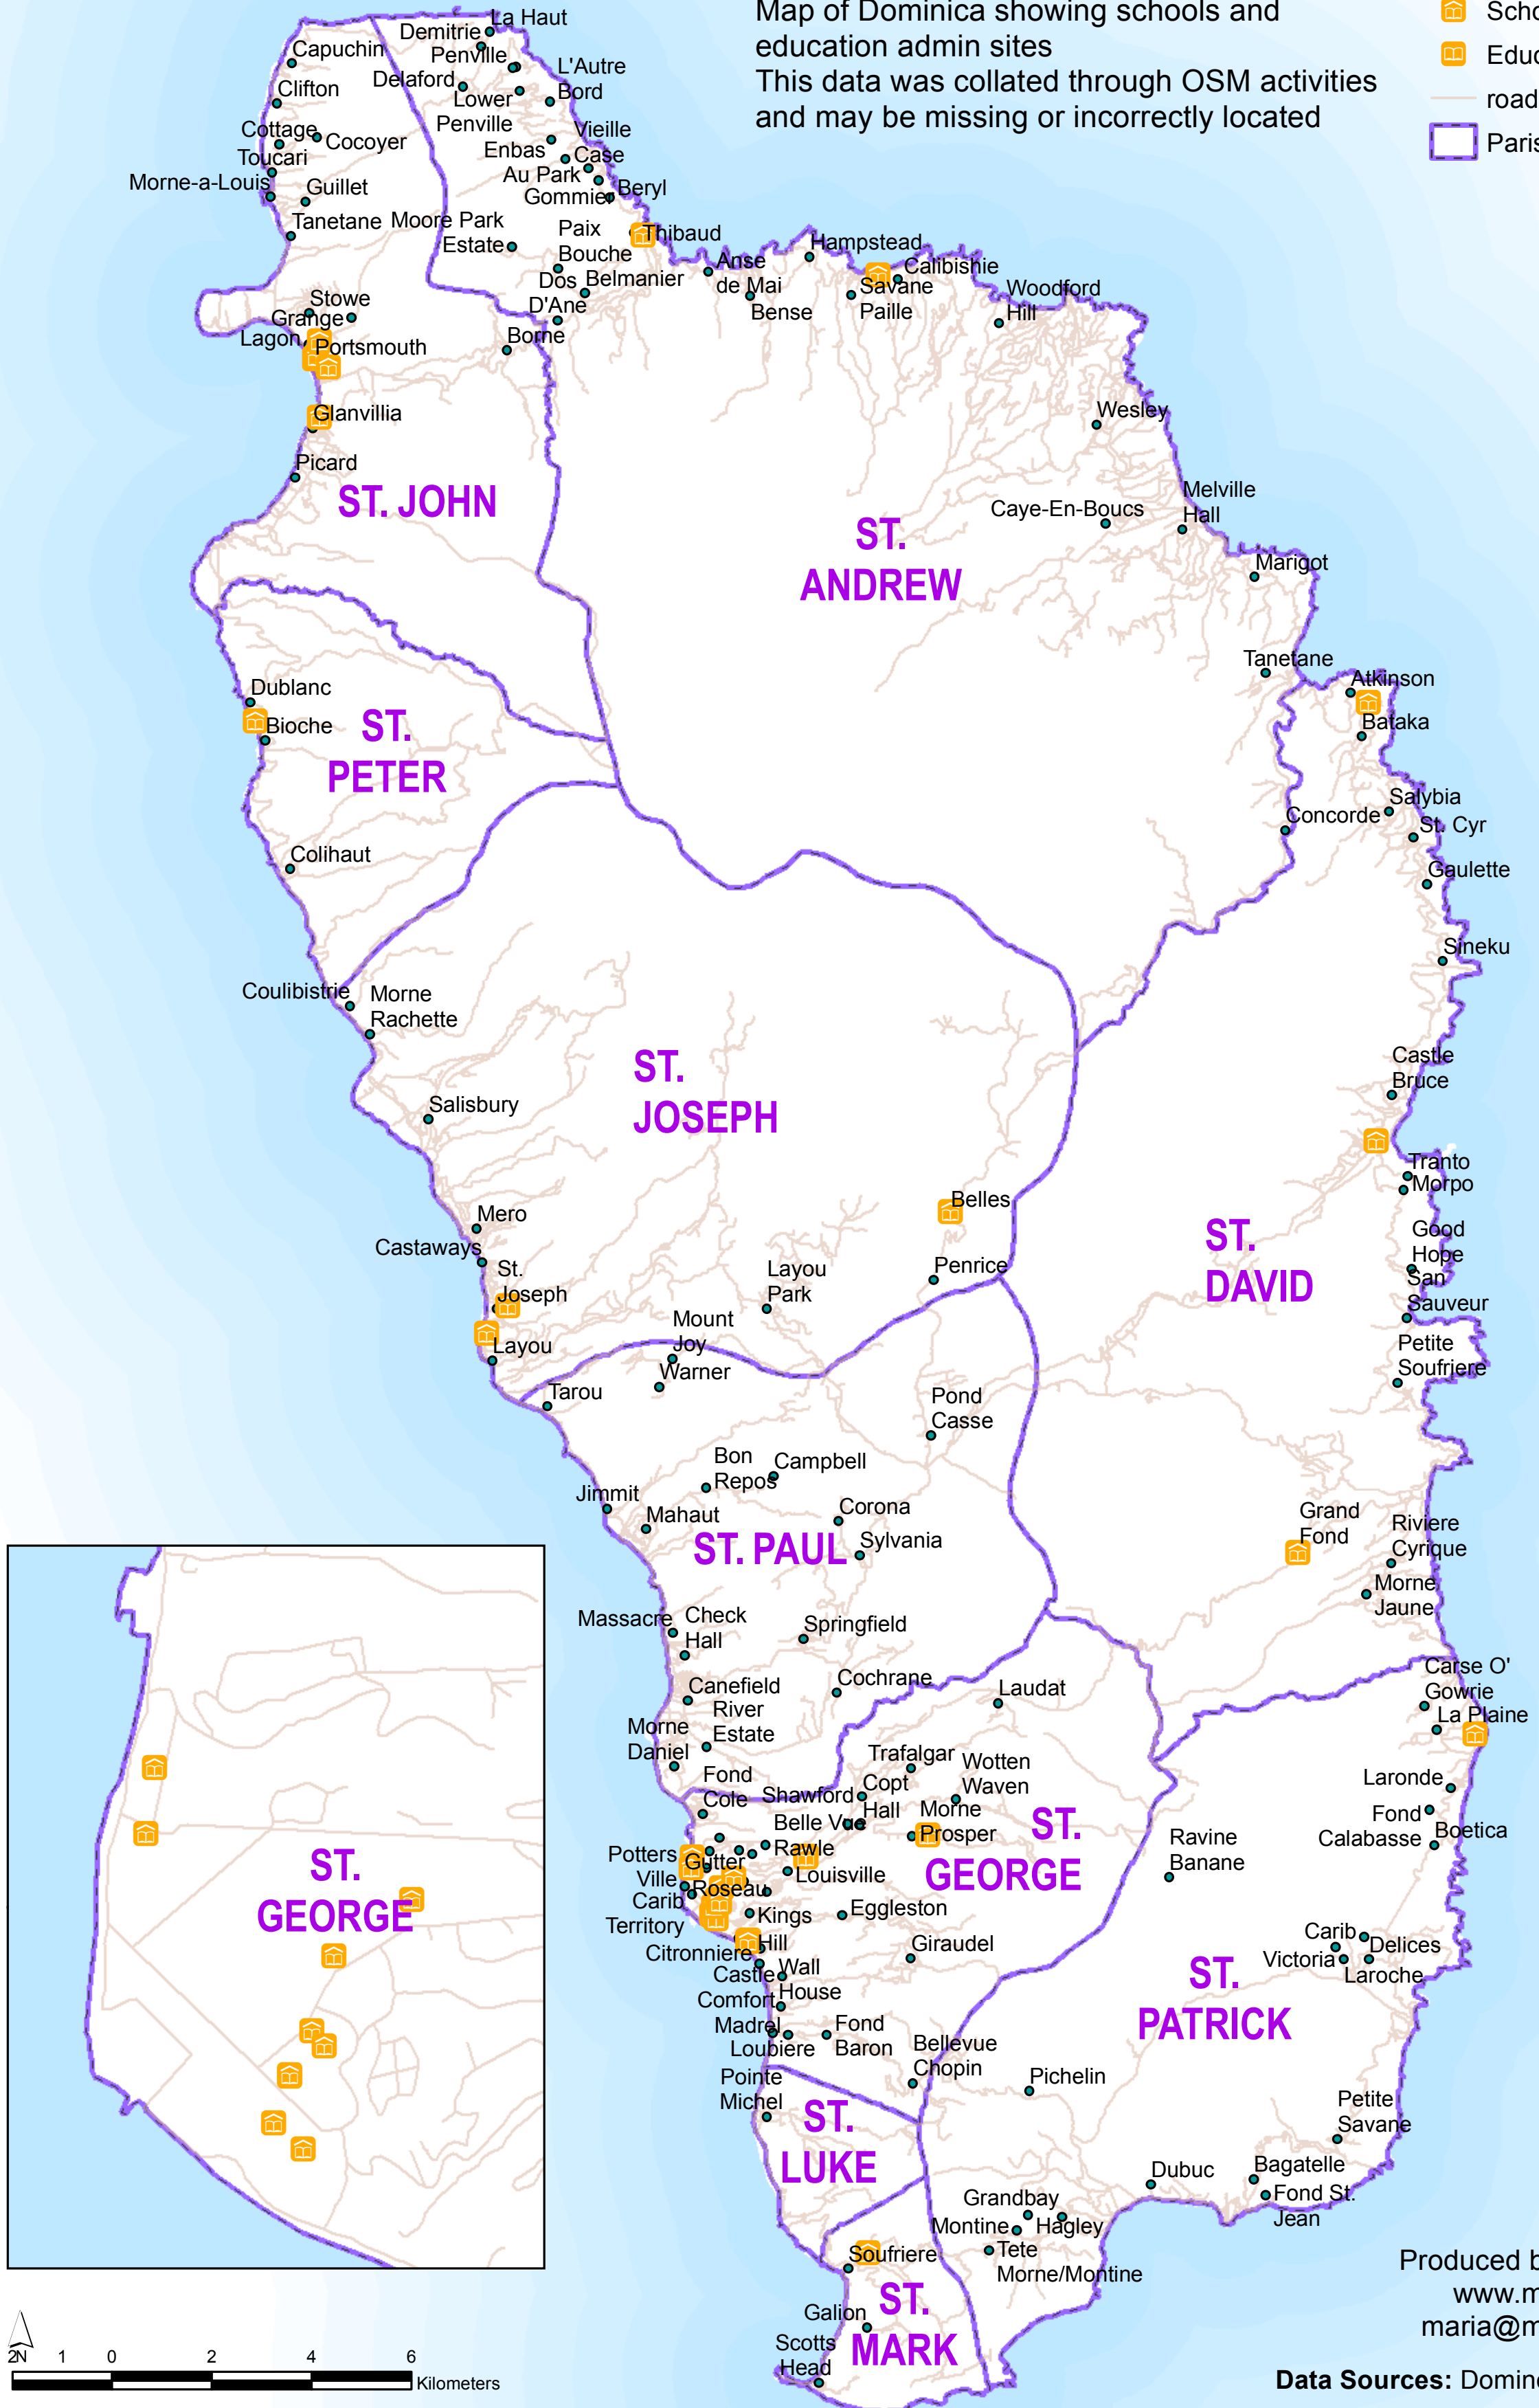 Map of Dominica showing schools and
education admin sites
This data was collated through OSM activities
and may be missing or incorrectly located
Scho
Educ
road
Paris
La Haut
Demitrie
Capuchin
Penville
L'Autre
Bord
Delaford
Clifton
Lower
Penville
Cottage
Cocoyer
Vieille
Case
Enbas
Toucari
Au Park
Morne-a-Louis
Guillet
Gommier
Beryl
Tanetane
Moore Park
Estate
Paix
Bouche
Thibaud
Hampstead
Anse
de Mai
Calibishie
Dos
D'Ane
Belmanier
Savane
Paille
Woodford
Hill
Bense
Stowe
Grange
Lagon
Portsmouth
Borne
Glanvillia
Wesley
Picard
ST. JOHN
Melville
Hall
Caye-En-Boucs
ST.
ANDREW
Marigot
Tanetane
Atkinson
Dublanc
Bioche
Bataka
ST.
PETER
Salybia
Concorde
St. Cyr
Colihaut
Gaulette
Sineku
Coulibistrie
Morne
Rachette
Castle
Bruce
ST.
JOSEPH
Salisbury
Tranto
Morpo
Belles
Mero
Good
Hope
ST.
DAVID
Castaways
St.
Joseph
Layou
Park
Penrice
San
Sauveur
Mount
Joy
Layou
Petite
Soufriere
Warner
Tarou
Pond
Casse
Bon
Repos
Campbell
Jimmit
Mahaut
Corona
Grand
Fond
Riviere
Cyrique
ST. PAUL
Sylvania
Morne
Jaune
Massacre
Check
Hall
Springfield
Carse O'
Gowrie
Canefield
Cochrane
Laudat
River
Estate
La Plaine
Morne
Daniel
Trafalgar
Wotten
Waven
Fond
Cole
Shawford
Copt
Hall
Laronde
Belle Vue
Rawle
Morne
Prosper
ST.
GEORGE
Fond
Calabasse
Boetica
Ravine
Banane
Potters
Ville
Gutter
Louisville
Roseau
Carib
Territory
Kings
Hill
Eggleston
Citronniere
Giraudel
Carib
Delices
Victoria
Laroche
Castle
Comfort
Wall
House
ST.
PATRICK
Madrel
Loubiere
Fond
Baron
Bellevue
Chopin
Pointe
Michel
Pichelin
ST.
LUKE
Petite
Savane
Dubuc
Bagatelle
Fond St.
Jean
Grandbay
Montine
Hagley
Soufriere
Tete
Morne/Montine
ST.
MARK
Galion
Scotts
Head
ST.
GEORGE
N
2 1 0 2 4 6
Kilometers
Produced b
www.m
maria@m
Data Sources: Domin